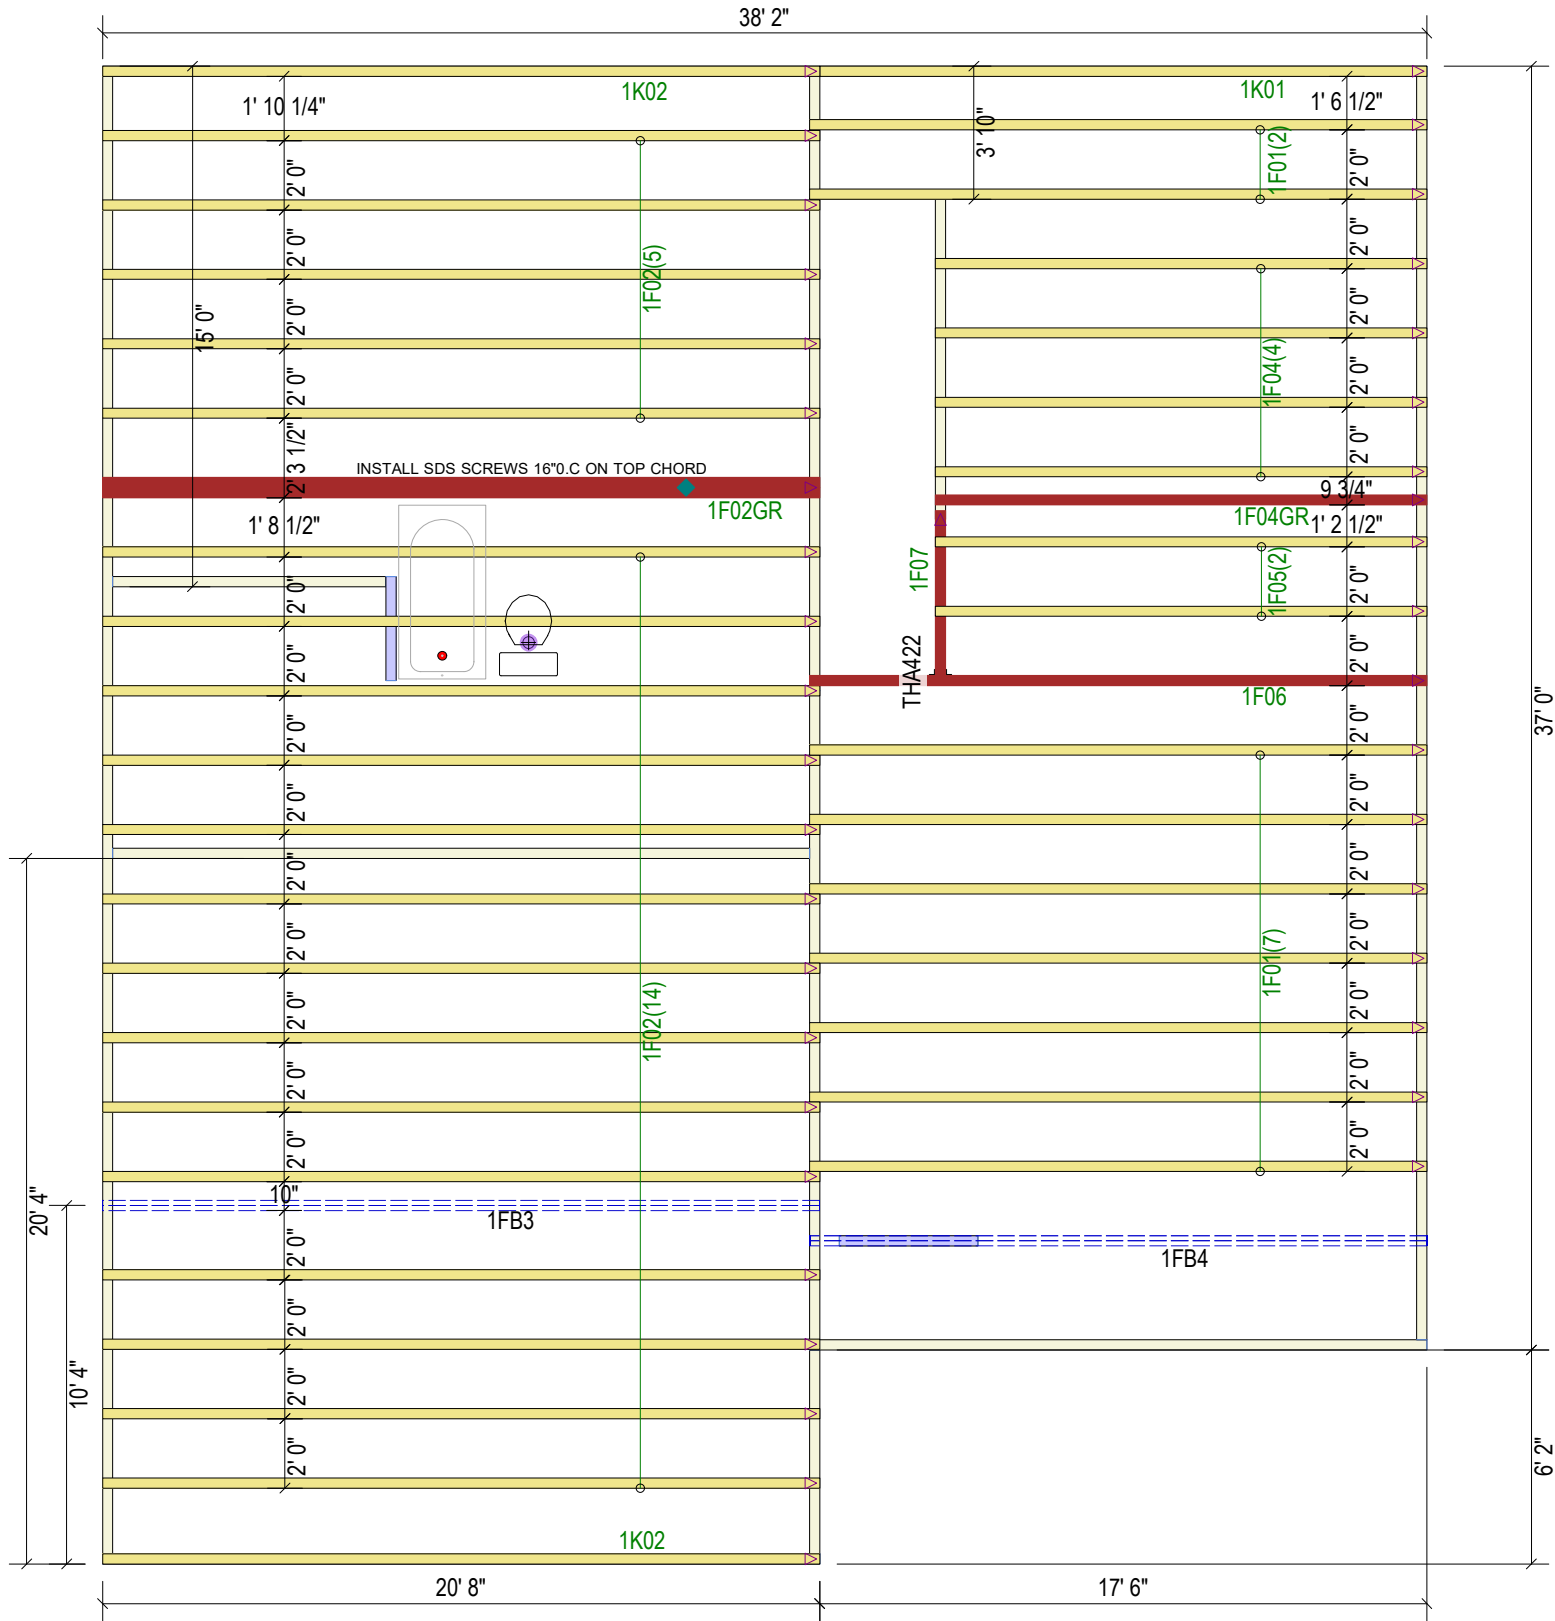 38' 2"
1K02
1K01
1' 10 1/4"
1' 6 1/2"
3' 10"
1F01(2)
2' 0"
2' 0"
2' 0"
2' 0"
1F02(5)
2' 0"
2' 0"
15' 0"
2' 0"
1F04(4)
2' 0"
2' 0"
2' 0"
2' 3 1/2"
INSTALL SDS SCREWS 16"0.C ON TOP CHORD
9 3/4"
1F02GR
1F04GR
1' 2 1/2"
1' 8 1/2"
1F07
1F05(2)
2' 0"
2' 0"
2' 0"
THA422
2' 0"
1F06
37' 0"
2' 0"
2' 0"
2' 0"
2' 0"
2' 0"
2' 0"
1F01(7)
2' 0"
2' 0"
2' 0"
1F02(14)
2' 0"
2' 0"
2' 0"
2' 0"
2' 0"
2' 0"
10"
20' 4"
1FB3
1FB4
2' 0"
2' 0"
10' 4"
2' 0"
2' 0"
6' 2"
1K02
20' 8"
17' 6"